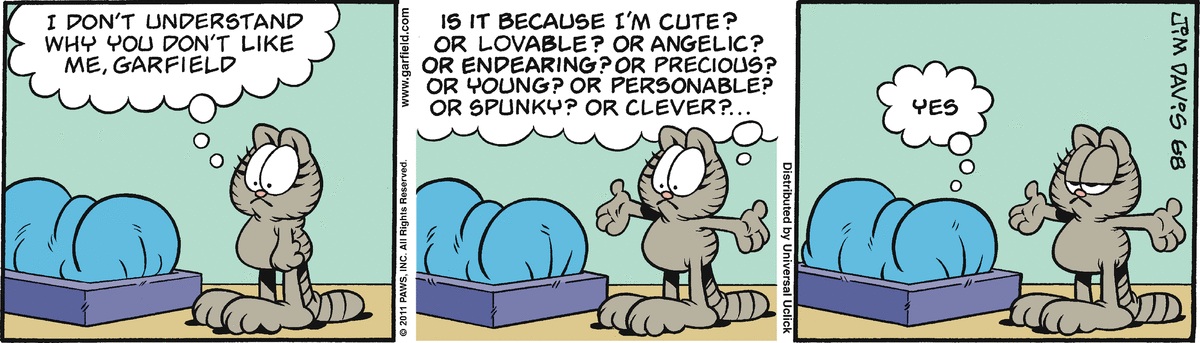 I DON'T UNDERSTAND
WHY YOU DON'T LIKE
ME, GARFIELD
www.garfield.com
© 2011 PAWS, INC. All Rights Reserved.
IS IT BECAUSE I'M CUTE?
OR LOVABLE? OR ANGELIC?
OR ENDEARING? OR PRECIOUS?
OR YOUNG? OR PERSONABLE?
OR SPUNKY? OR CLEVER?...
Distributed by Universal Uclick
YES
JIM DAVIS 6-8